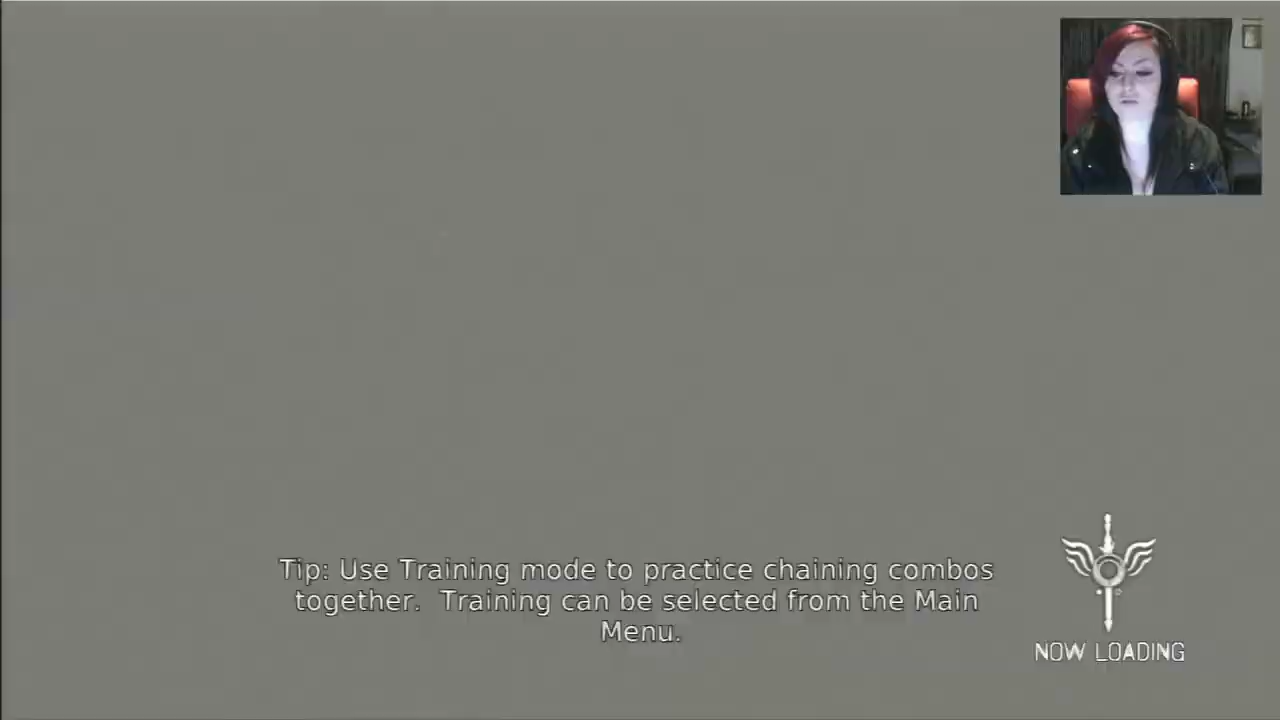 Tip: Use Training mode to practice chaining combos
together.  Training can be selected from the Main
Menu.
NOW LOADING